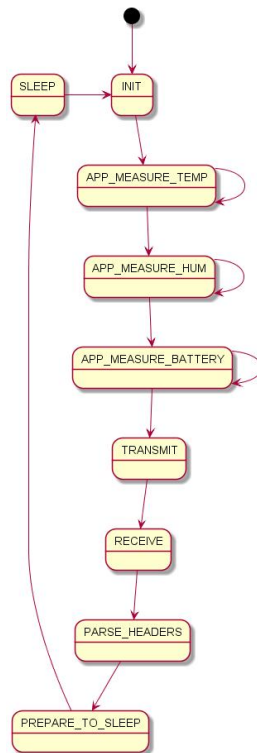 SLEEP
INIT
APP_MEASURE_TEMP
APP_MEASURE_HUM
APP_MEASURE_BATTERY
TRANSMIT
RECEIVE
PARSE_HEADERS
PREPARE_TO_SLEEP